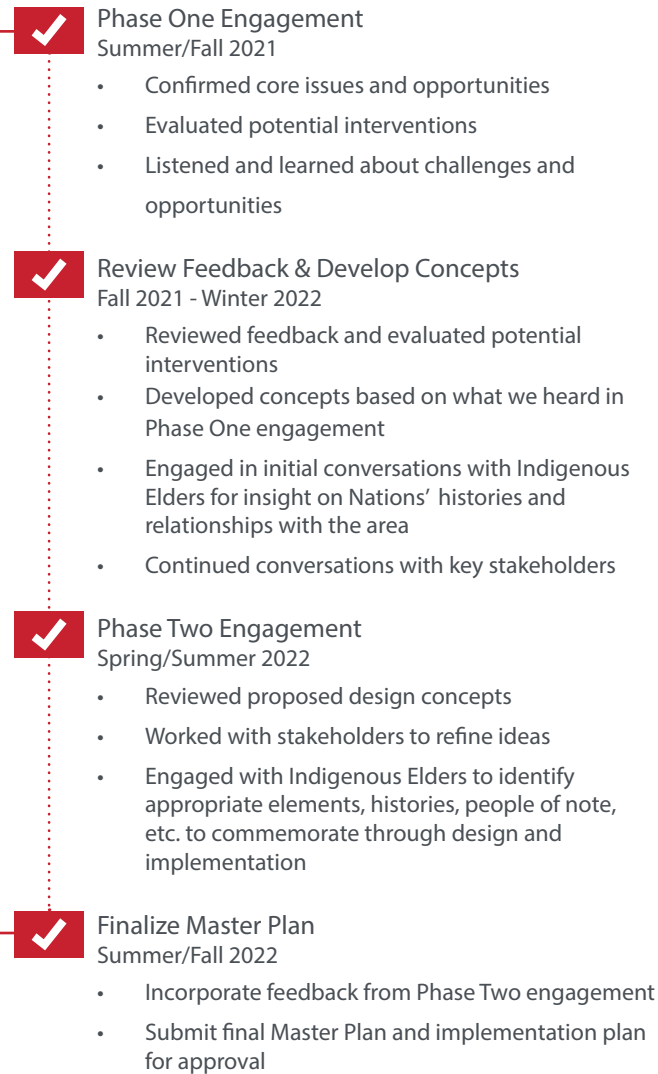 Phase One Engagement
Summer/Fall 2021
• Confirmed core issues and opportunities
• Evaluated potential interventions
• Listened and learned about challenges and
opportunities
Review Feedback & Develop Concepts
Fall 2021 - Winter 2022
• Reviewed feedback and evaluated potential
interventions
• Developed concepts based on what we heard in
Phase One engagement
• Engaged in initial conversations with Indigenous
Elders for insight on Nations’ histories and
relationships with the area
• Continued conversations with key stakeholders
Phase Two Engagement
Spring/Summer 2022
• Reviewed proposed design concepts
• Worked with stakeholders to refine ideas
• Engaged with Indigenous Elders to identify
appropriate elements, histories, people of note,
etc. to commemorate through design and
implementation
Finalize Master Plan
Summer/Fall 2022
• Incorporate feedback from Phase Two engagement
• Submit final Master Plan and implementation plan
for approval